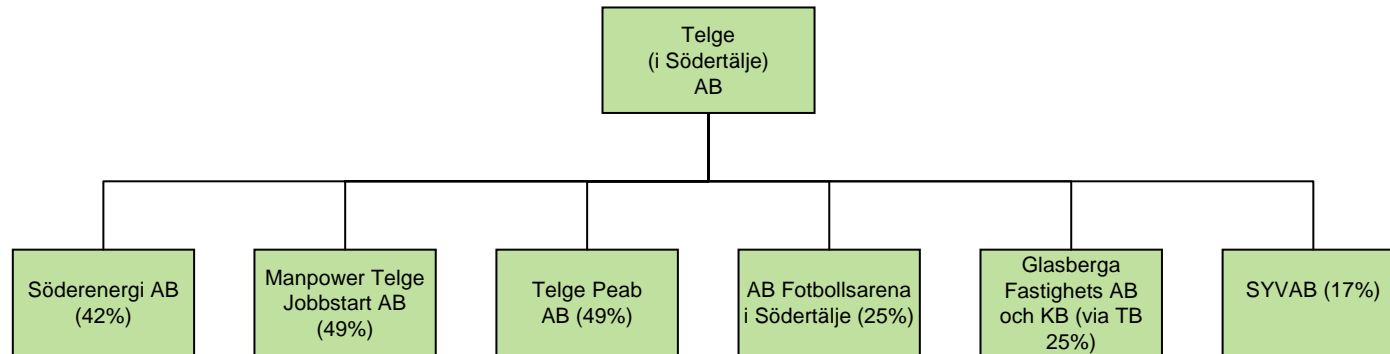 Telge
(i Södertälje)
AB
Söderenergi AB
(42%)
Manpower Telge
Jobbstart AB
(49%)
Telge Peab
AB (49%)
AB Fotbollsarena
i Södertälje (25%)
Glasberga
Fastighets AB
och KB (via TB
25%)
SYVAB (17%)